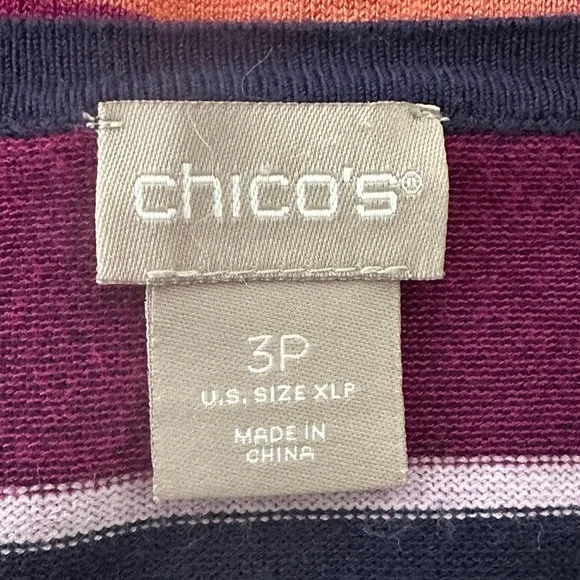 chico's®
3P
U.S. SIZE XLP
MADE IN
CHINA